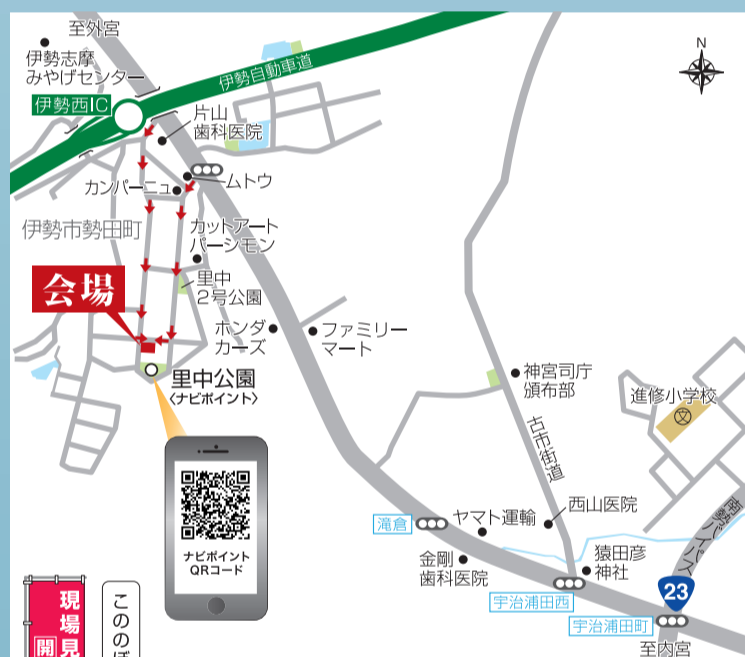 至外宮
伊勢志摩
みやげセンター
伊勢西IC
伊勢自動車道
N
片山
歯科医院
カンパーニュ
ムトウ
伊勢市勢田町
カットアート
パーシモン
会場
里中
2号公園
ホンダ
カーズ
ファミリー
マート
里中公園
〈ナビポイント〉
神宮司庁
頒布部
進修小学校
古市街道
ナビポイント
QRコード
滝倉
ヤマト運輸
西山医院
金剛
歯科医院
猿田彦
神社
宇治浦田西
南勢バイパス
23
宇治浦田町
至内宮
現場見
開
こののぼ